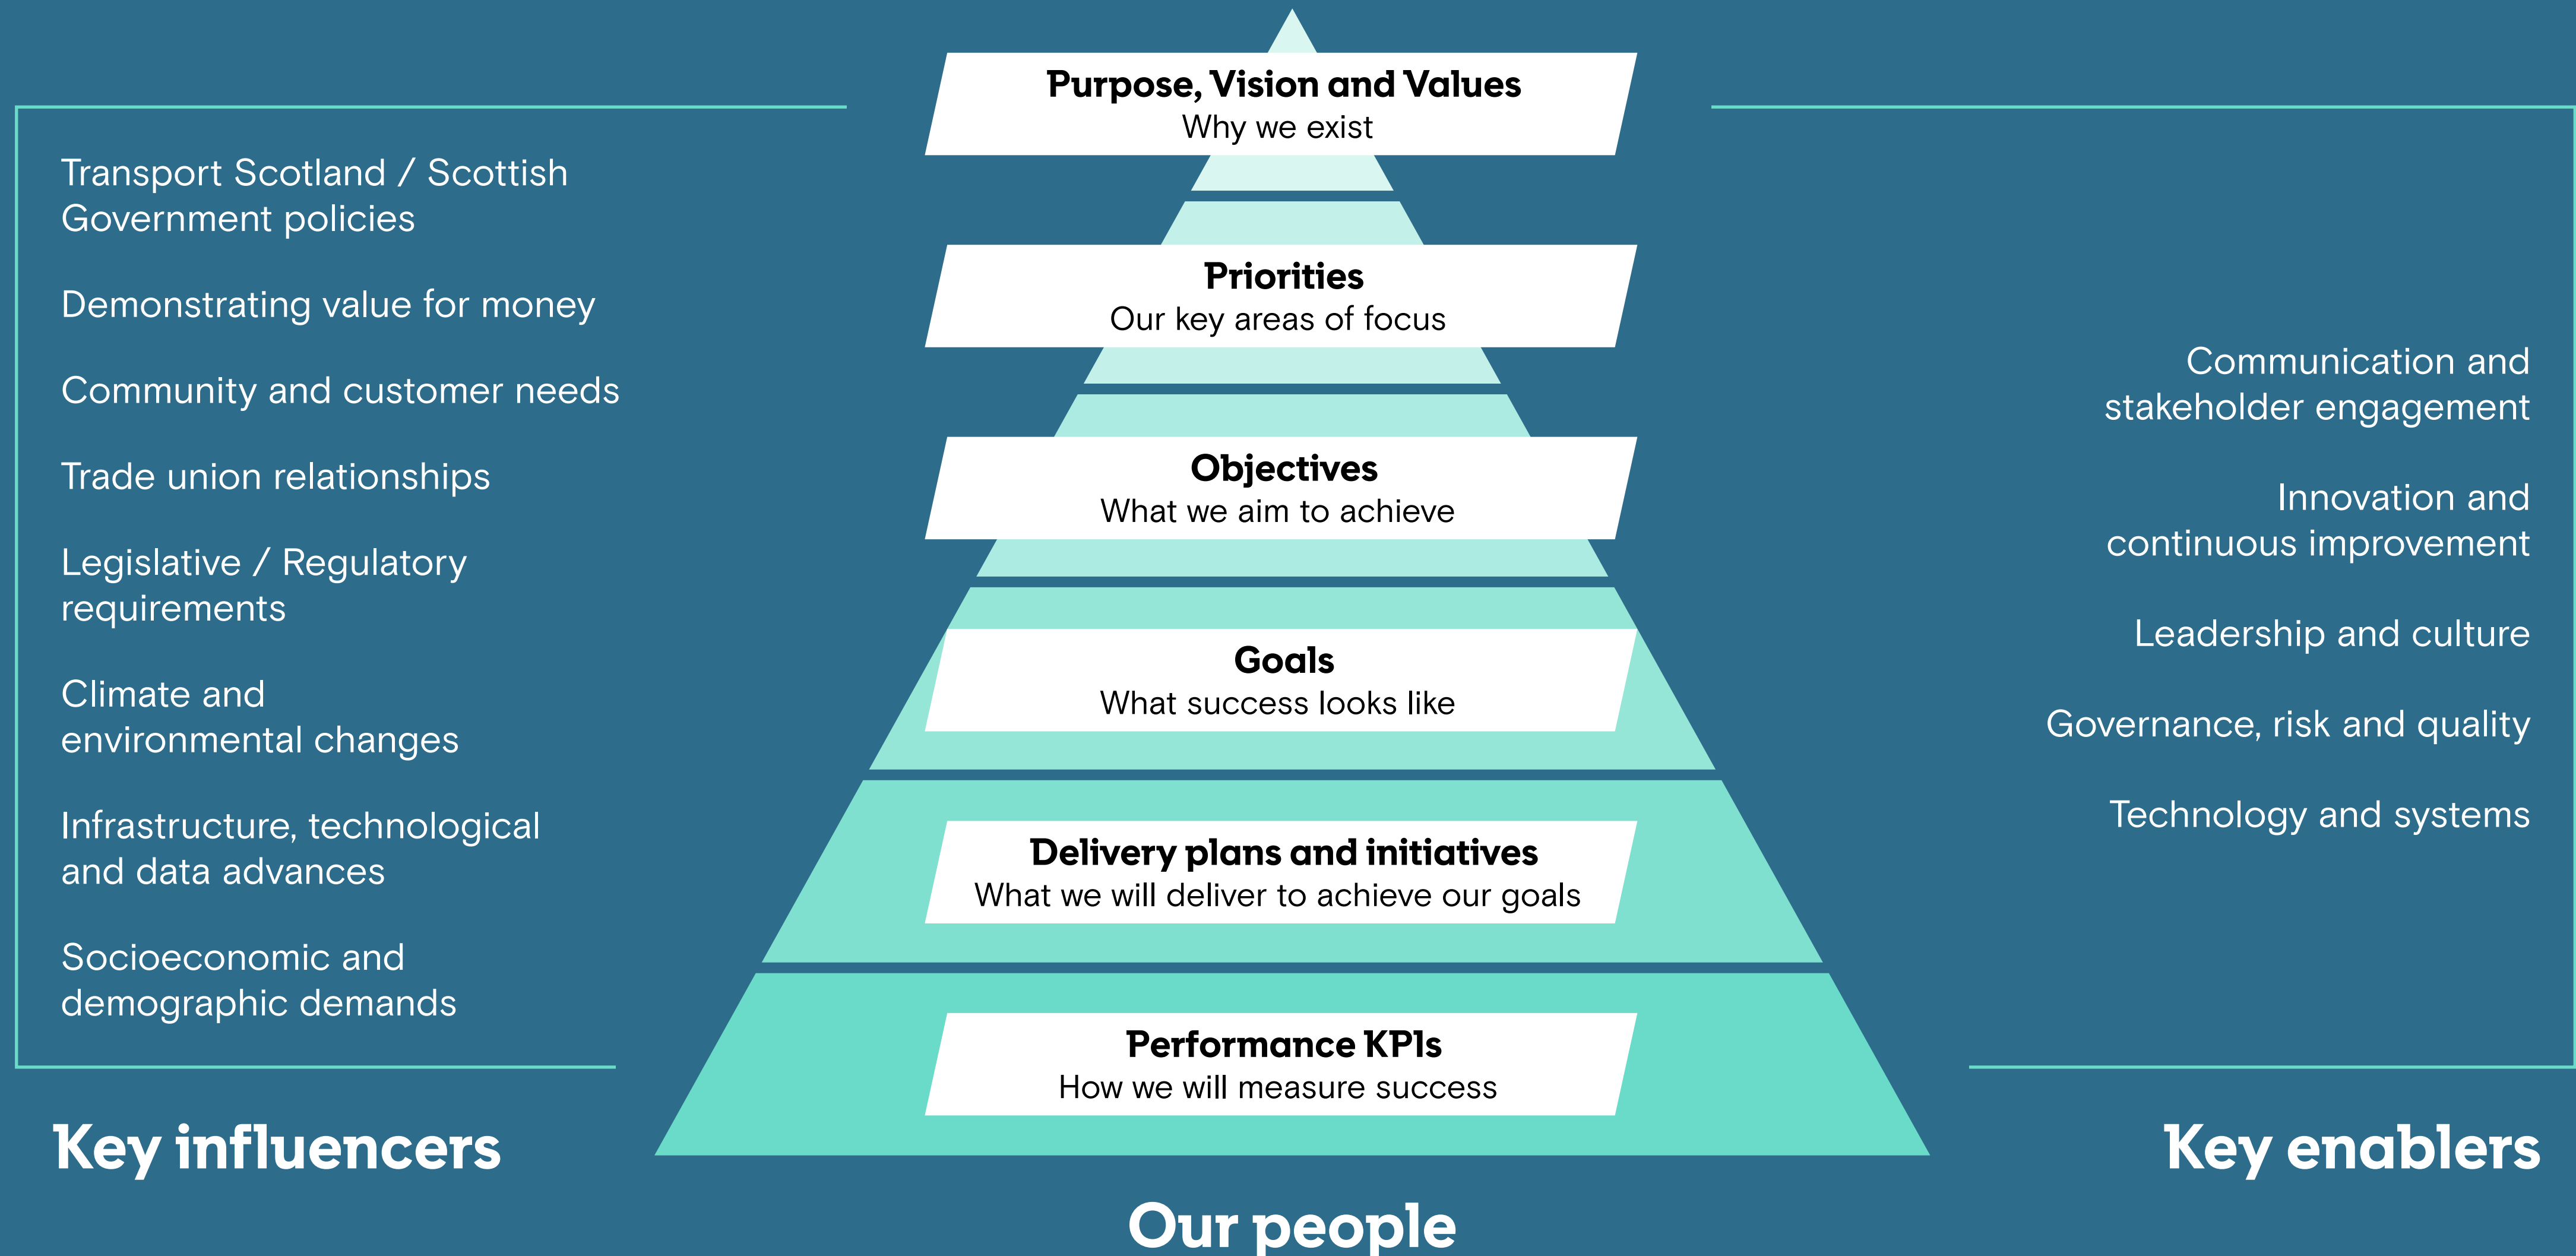 Purpose, Vision and Values
Why we exist
Priorities
Our key areas of focus
Objectives
What we aim to achieve
Goals
What success looks like
Delivery plans and initiatives
What we will deliver to achieve our goals
Performance KPIs
How we will measure success
Transport Scotland / Scottish
Government policies
Demonstrating value for money
Community and customer needs
Trade union relationships
Legislative / Regulatory
requirements
Climate and
environmental changes
Infrastructure, technological
and data advances
Socioeconomic and
demographic demands
Key influencers
Communication and
stakeholder engagement
Innovation and
continuous improvement
Leadership and culture
Governance, risk and quality
Technology and systems
Key enablers
Our people